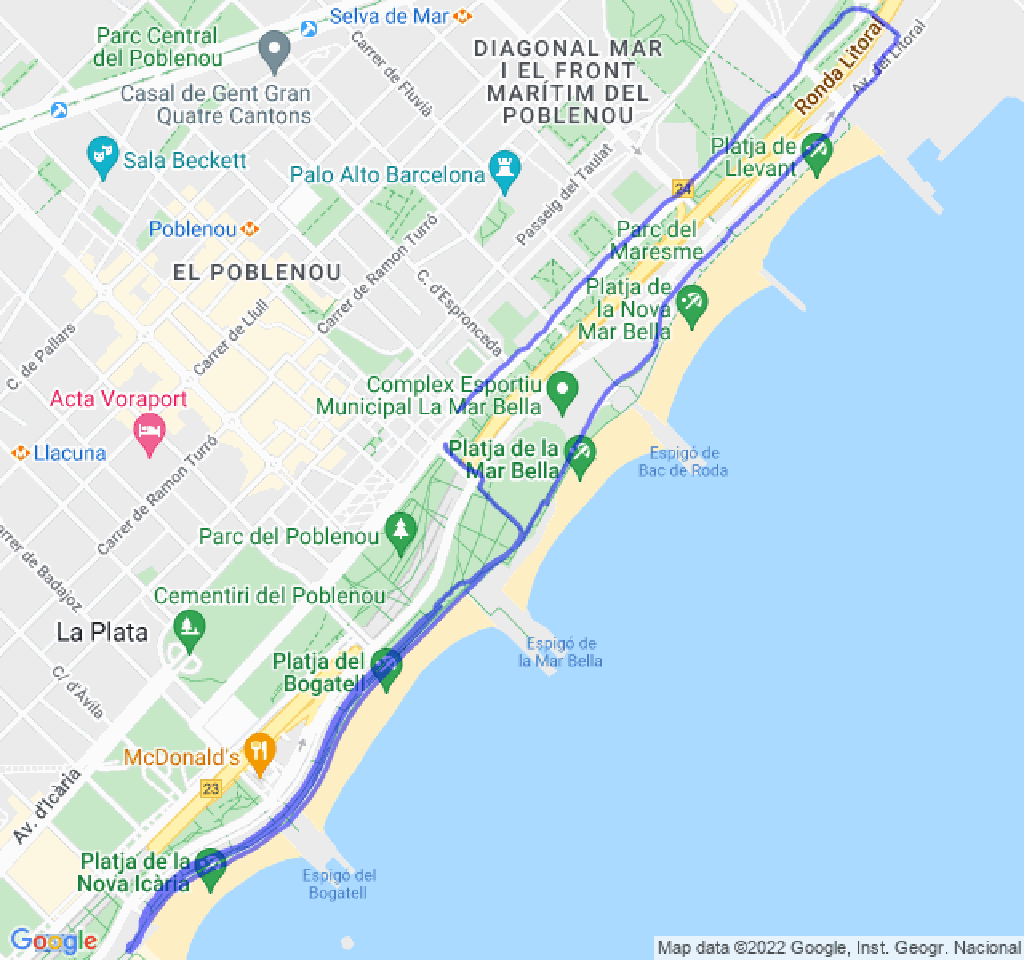 Selva de Mar
Parc Central
del Poblenou
Carrer de Fluvià
DIAGONAL MAR
I EL FRONT
MARÍTIM DEL
POBLENOU
Ronda Litoral
Av. del Litoral
Casal de Gent Gran
Quatre Cantons
Sala Beckett
Palo Alto Barcelona
Passeig del Taulat
Platja de
Llevant
24
Poblenou
Parc del
Maresme
EL POBLENOU
Carrer de Ramon Turró
C. d'Espronceda
Platja de
la Nova
Mar Bella
Carrer de Llull
C. de Pallars
Complex Esportiu
Municipal La Mar Bella
Acta Voraport
Llacuna
Platja de la
Mar Bella
Espigó de
Bac de Roda
Carrer de Ramon Turró
Parc del Poblenou
Carrer de Badajoz
Cementiri del Poblenou
La Plata
Espigó de
la Mar Bella
Platja del
Bogatell
C/ d'Àvila
McDonald's
23
Av. d'Icària
Platja de la
Nova Icària
Espigó del
Bogatell
Google
Map data ©2022 Google, Inst. Geogr. Nacional